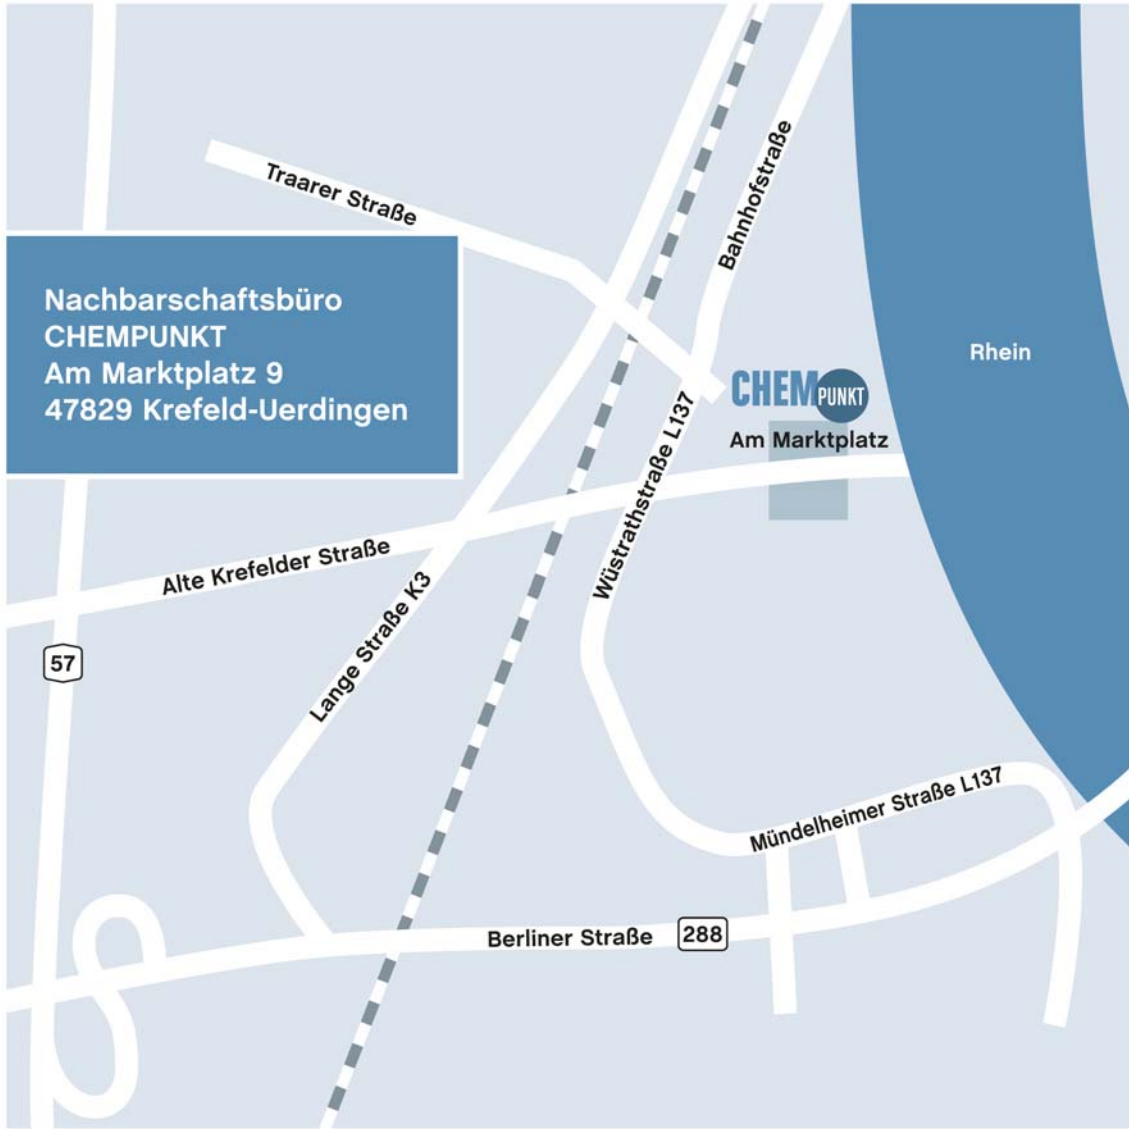 Traarer Straße
Bahnhofstraße
Nachbarschaftsbüro
CHEMPUNKT
Am Marktplatz 9
47829 Krefeld-Uerdingen
Rhein
CHEMPUNKT
Am Marktplatz
Wüstrathstraße L137
Alte Krefelder Straße
Lange Straße K3
57
Mündelheimer Straße L137
Berliner Straße 288